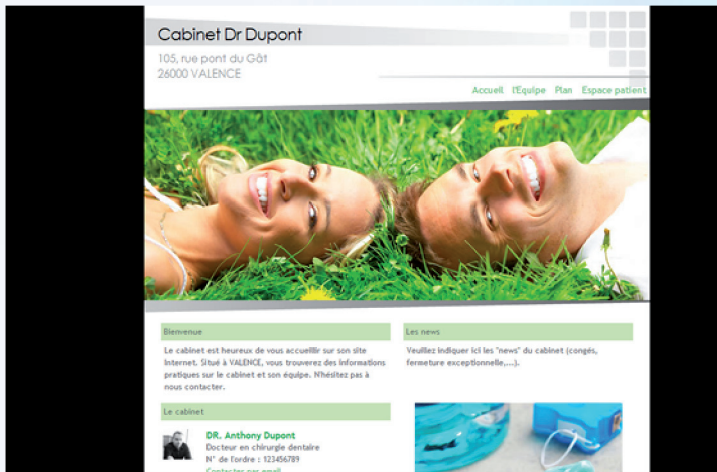 Cabinet Dr Dupont
105, rue pont du Gât
26000 VALENCE
Accueil l'Equipe Plan Espace patient
Bienvenue
Le cabinet est heureux de vous accueillir sur son site
Internet. Situé à VALENCE, vous trouverez des informations
pratiques sur le cabinet et son équipe. N'hésitez pas à
nous contacter.
Les news
Veuillez indiquer ici les "news" du cabinet (congés,
fermeture exceptionnelle,...).
Le cabinet
DR. Anthony Dupont
Docteur en chirurgie dentaire
N° de l'ordre : 123456789
Contacter par email